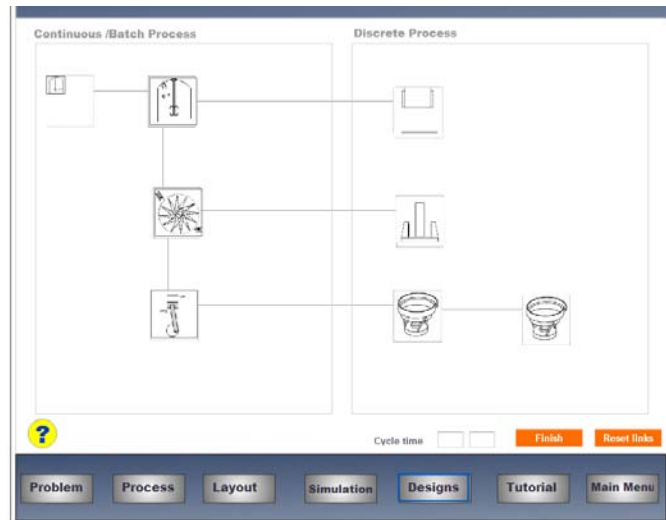 Continuous /Batch Process
Discrete Process
?
Cycle time
Finish
Reset links
Problem
Process
Layout
Simulation
Designs
Tutorial
Main Menu